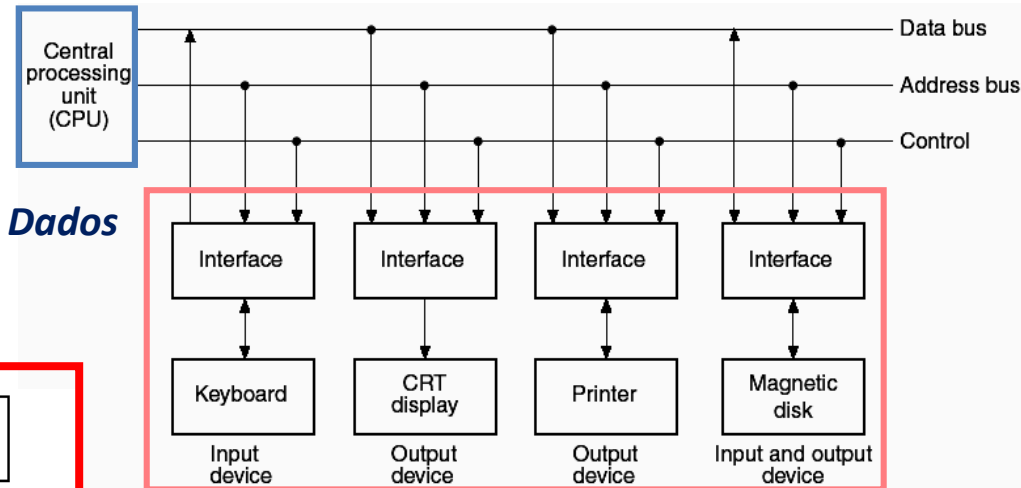 Central
processing
unit
(CPU)
Data bus
Address bus
Control
Dados
Interface
Interface
Interface
Interface
Keyboard
CRT
display
Printer
Magnetic
disk
Input
device
Output
device
Output
device
Input and output
device